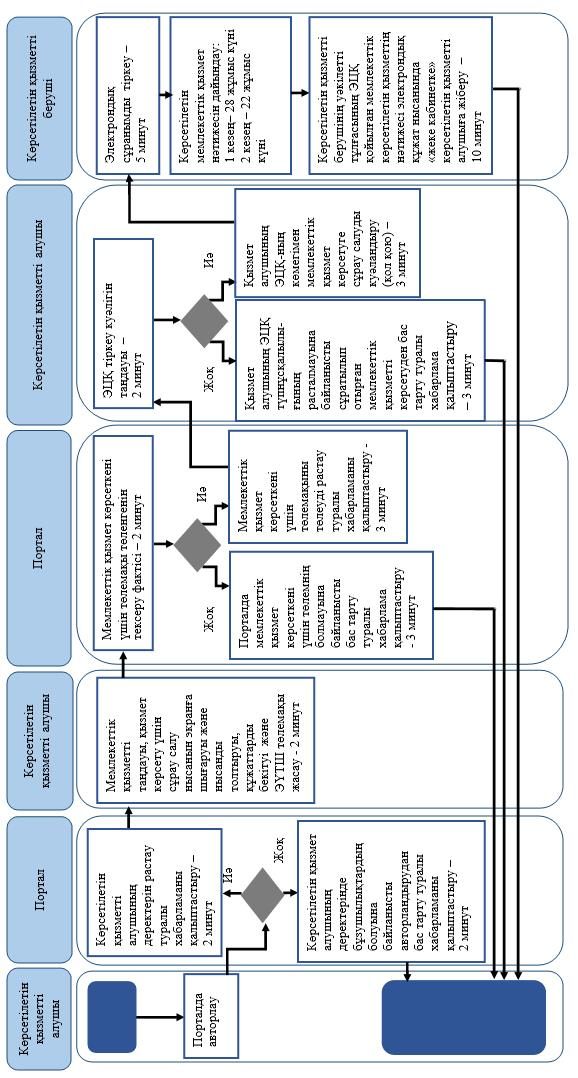 Көрсетілетін
қызметті
алушы
Портал
Көрсетілетін
қызметті алушы
Портал
Көрсетілетін қызметті алушы
Көрсетілетін қызметті
беруші
Порталда
авторлау
Көрсетілетін
қызметті
алушының
деректерін растау
туралы
хабарламаны
қалыптастыру –
2 минут
Иә
Жоқ
Көрсетілетін қызмет
алушының
деректерінде
бұзушылықтардың
болуына
байланысты
авторландырудан
бас тарту туралы
хабарламаны
қалыптастыру –
2 минут
Мемлекеттік
қызметті
таңдауы, қызмет
көрсету үшін
сұрау салу
нысанын экранға
шығаруы және
нысанды
толтыруы,
құжаттарды
бекітуі және
ЭҮТШ төлемақы
жасау - 2 минут
Мемлекеттік қызмет көрсеткені
үшін төлемақы төленгенін
тексеру фактісі – 2 минут
Жоқ
Иә
Порталда
мемлекеттік
қызмет
көрсеткені
үшін төлемнің
болмауына
байланысты
бас тарту
туралы
хабарлама
қалыптастыру
- 3 минут
Мемлекеттік
қызмет
көрсеткені
үшін
төлемақыны
төлеуді растау
туралы
хабарламаны
қалыптастыру -
3 минут
ЭЦҚ тіркеу куәлігін
таңдауы –
2 минут
Жоқ
Иә
Қызмет
алушының ЭЦҚ
түпнұсқалылы-
ғының
расталмауына
байланысты
сұратылып
отырған
мемлекеттік
қызметті
көрсетуден бас
тарту туралы
хабарлама
қалыптастыру
– 3 минут
Қызмет
алушының
ЭЦҚ-ның
көмегімен
мемлекеттік
қызмет
көрсетуге
сұрау салуды
куәландыру
(қол қою) –
3 минут
Электрондық
сұранымды тіркеу –
5 минут
Көрсетілетін
мемлекеттік қызмет
нәтижесін дайындау:
1 кезең – 28 жұмыс күні
2 кезең – 22 жұмыс
күні
Көрсетілетін қызметті
берушінің уәкілетті
тұлғасының ЭЦҚ
қойылған мемлекеттік
көрсетілетін қызметтің
нәтижесі электрондық
құжат нысанында
«жеке кабинетке»
көрсетілетін қызметті
алушыға жіберу –
10 минут